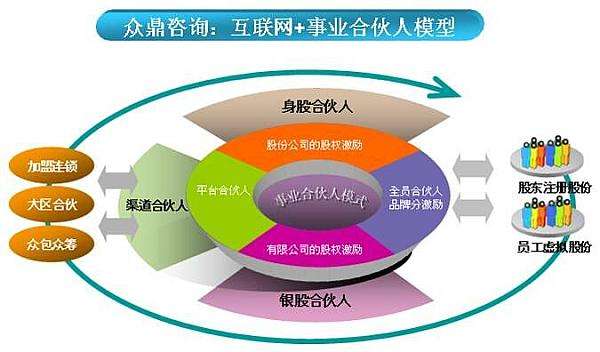 众鼎咨询：互联网+事业合伙人模型
身股合伙人
股份公司的股权激励
加盟连锁
大区合伙
众包众筹
渠道合伙人
平台合伙人
事业合伙人模式
全员合伙人
品牌分激励
股东注册股份
员工虚拟股份
有限公司的股权激励
银股合伙人